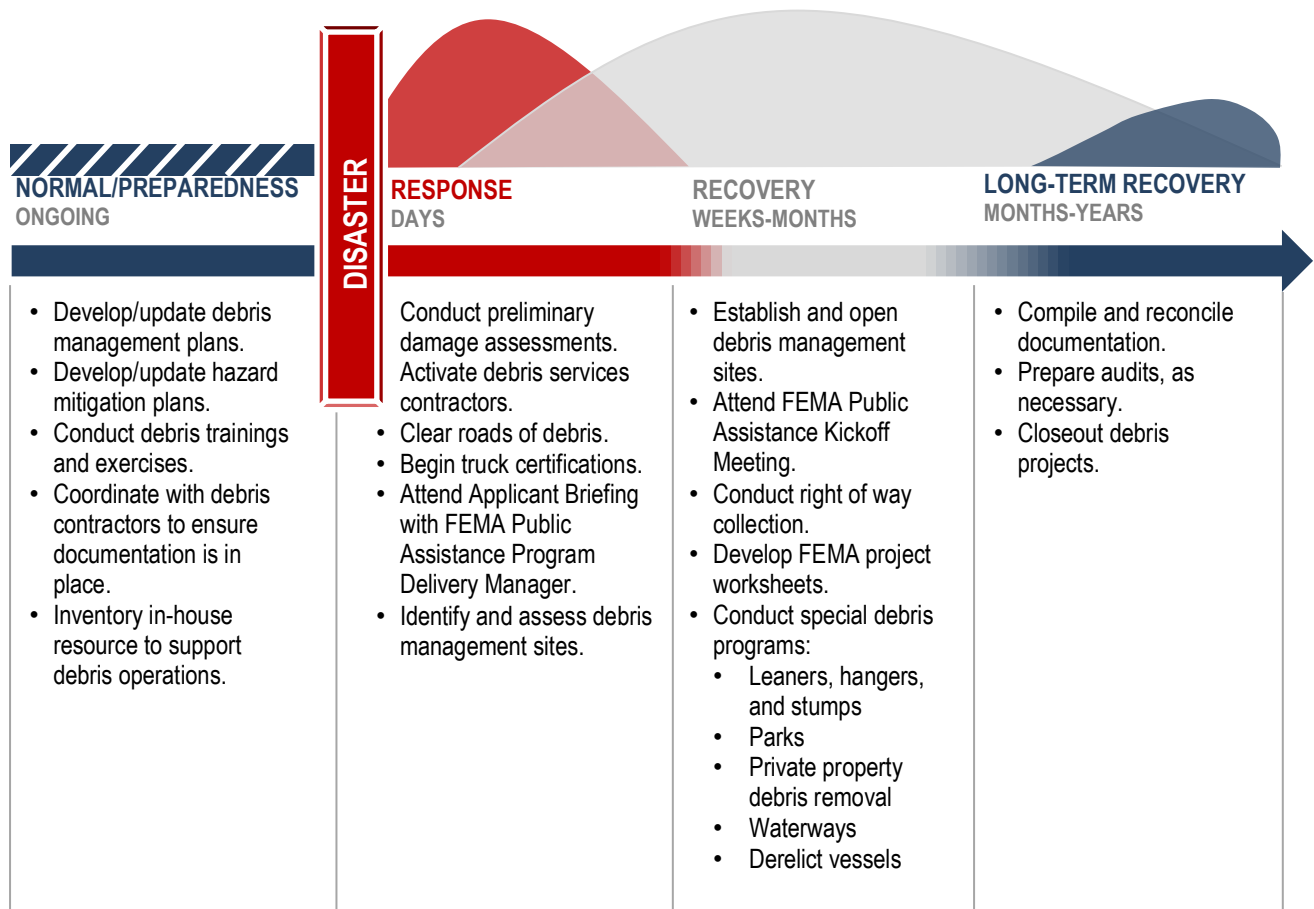 NORMAL/PREPAREDNESS
ONGOING
• Develop/update debris
management plans.
• Develop/update hazard
mitigation plans.
• Conduct debris trainings
and exercises.
• Coordinate with debris
contractors to ensure
documentation is in
place.
• Inventory in-house
resource to support
debris operations.
DISASTER
RESPONSE
DAYS
Conduct preliminary
damage assessments.
Activate debris services
contractors.
• Clear roads of debris.
• Begin truck certifications.
• Attend Applicant Briefing
with FEMA Public
Assistance Program
Delivery Manager.
• Identify and assess debris
management sites.
RECOVERY
WEEKS-MONTHS
• Establish and open
debris management
sites.
• Attend FEMA Public
Assistance Kickoff
Meeting.
• Conduct right of way
collection.
• Develop FEMA project
worksheets.
• Conduct special debris
programs:
• Leaners, hangers,
and stumps
• Parks
• Private property
debris removal
• Waterways
• Derelict vessels
LONG-TERM RECOVERY
MONTHS-YEARS
• Compile and reconcile
documentation.
• Prepare audits, as
necessary.
• Closeout debris
projects.